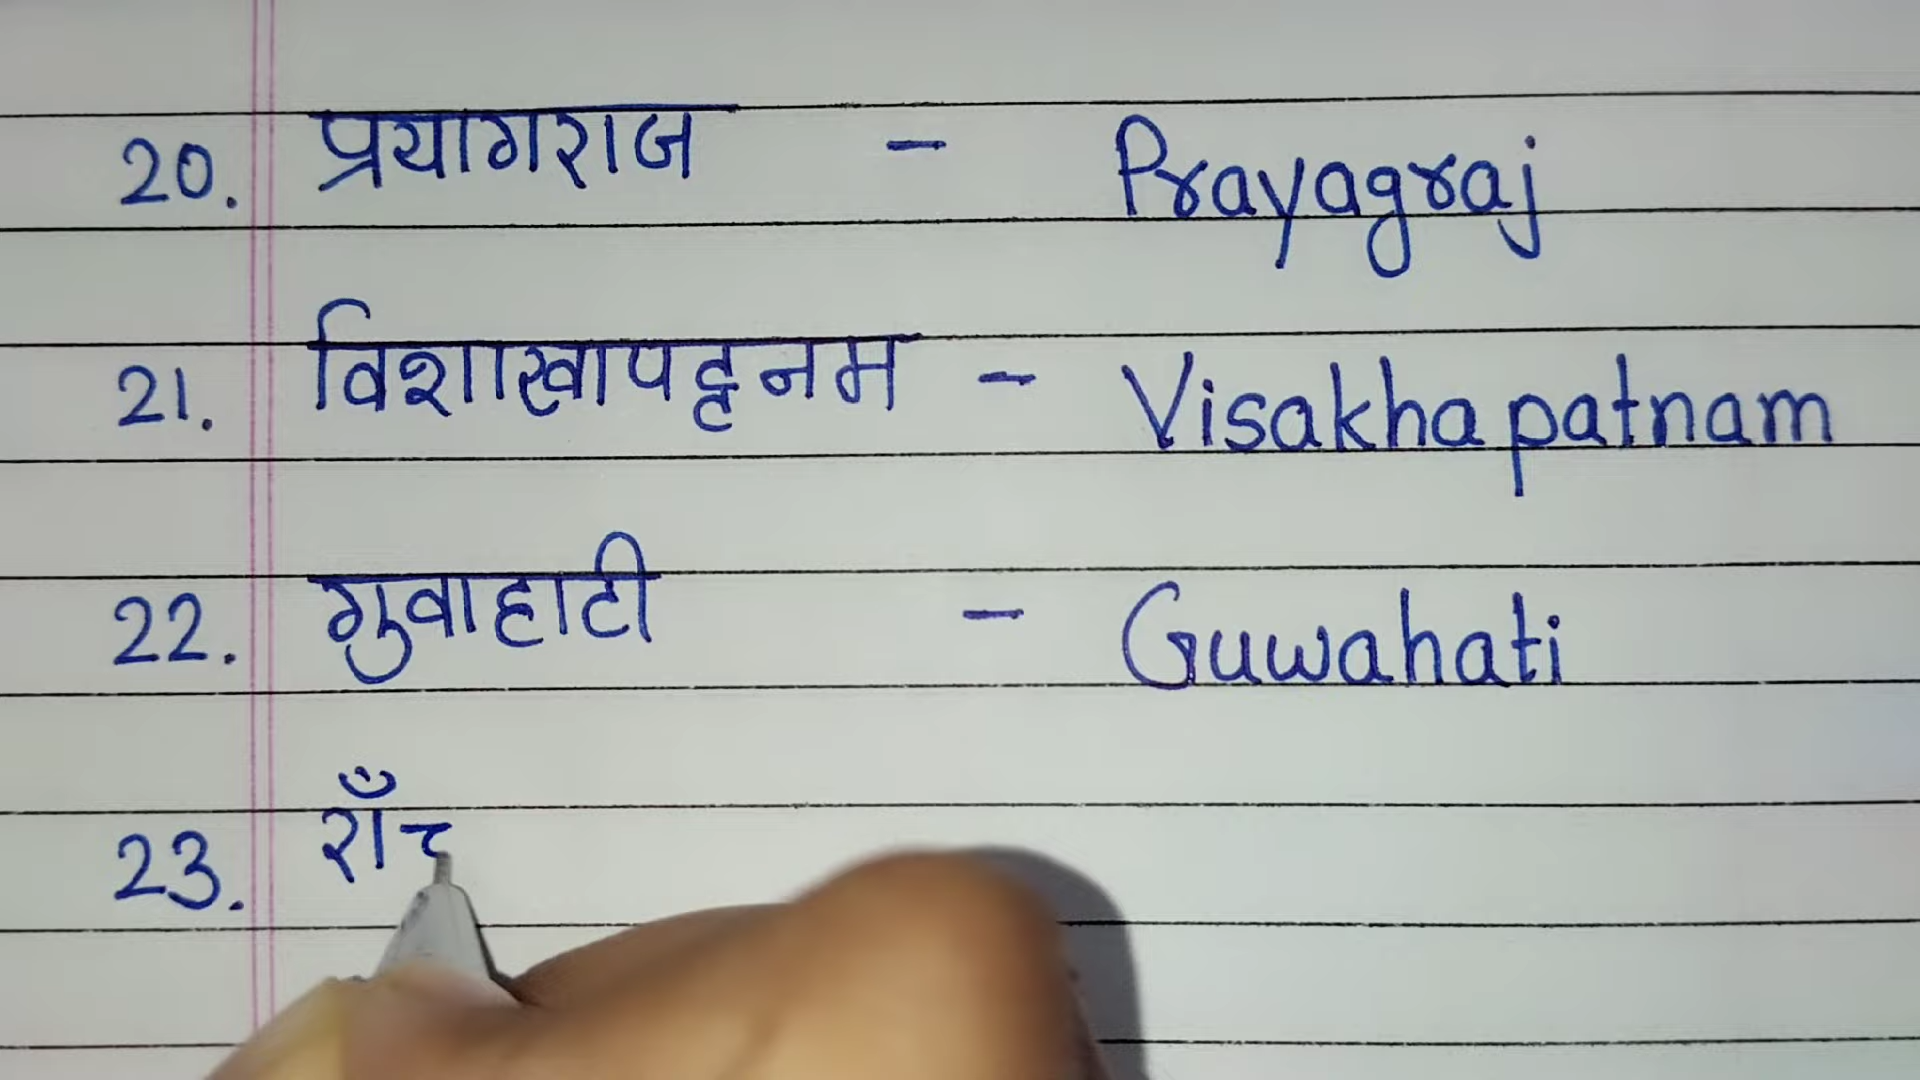 20. प्रयागराज - Prayagraj
21. विशाखापट्टनम - Visakhapatnam
22. गुवाहाटी - Guwahati
23. राँच